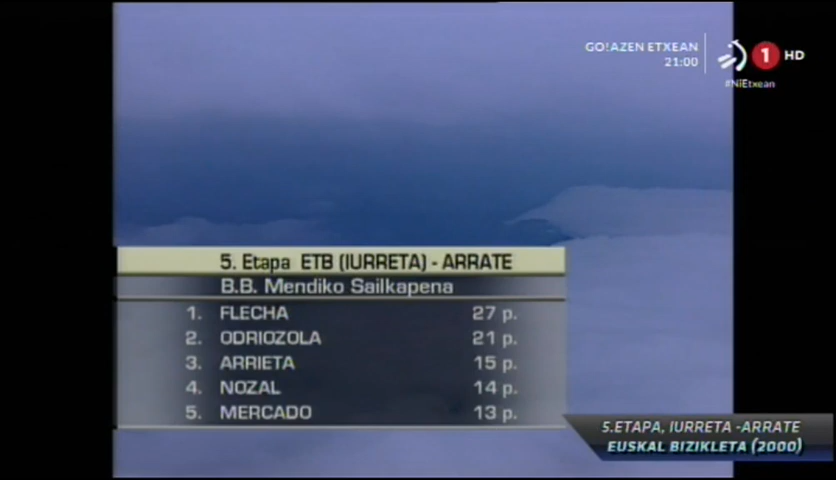 GO!AZEN ETXEAN
21:00
1 HD
#NiEtxean
5. Etapa ETB (IURRETA) - ARRATE
B.B. Mendiko Sailkapena
1. FLECHA 27 p.
2. ODRIOZOLA 21 p.
3. ARRIETA 15 p.
4. NOZAL 14 p.
5. MERCADO 13 p.
5.ETAPA, IURRETA -ARRATE
EUSKAL BIZIKLETA (2000)